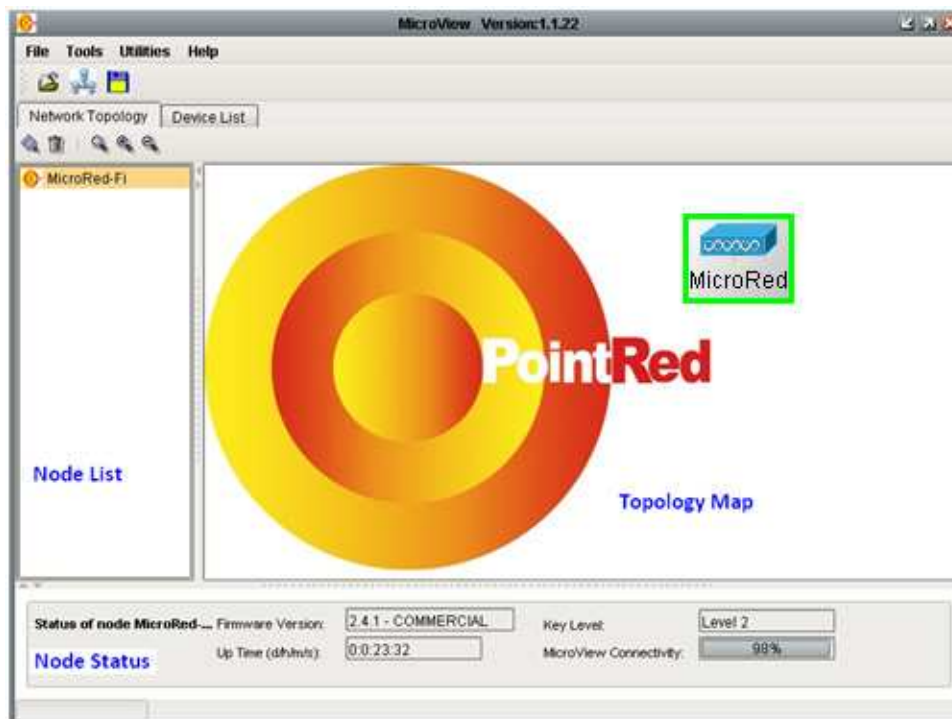 MicroView Version:1.1.22
File Tools Utilities Help
Network Topology Device List
MicroRed-Fi
MicroRed
PointRed
Node List
Topology Map
Status of node MicroRed-... Firmware Version: 2.4.1 - COMMERCIAL Key Level: Level 2
Node Status Up Time (d/h/m/s): 0:0:23:32 MicroView Connectivity: 98%